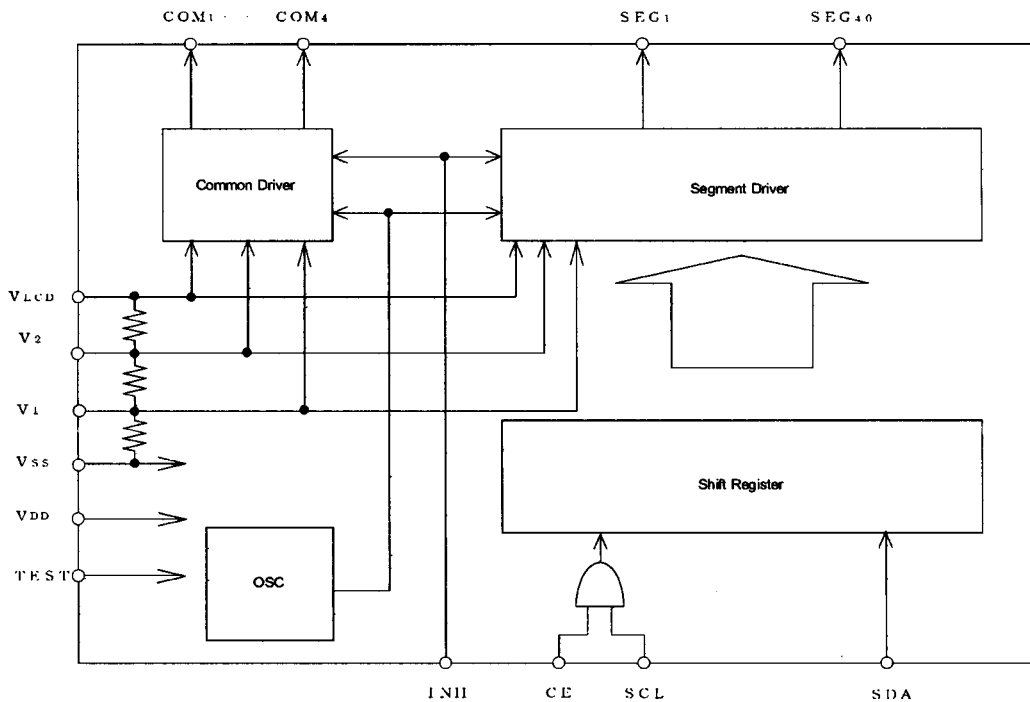 COM1 COM4 SEG1 SEG40
Common Driver
Segment Driver
VLCD
V2
V1
VSS
Shift Register
VDD
TEST
OSC
INH CE SCL SDA